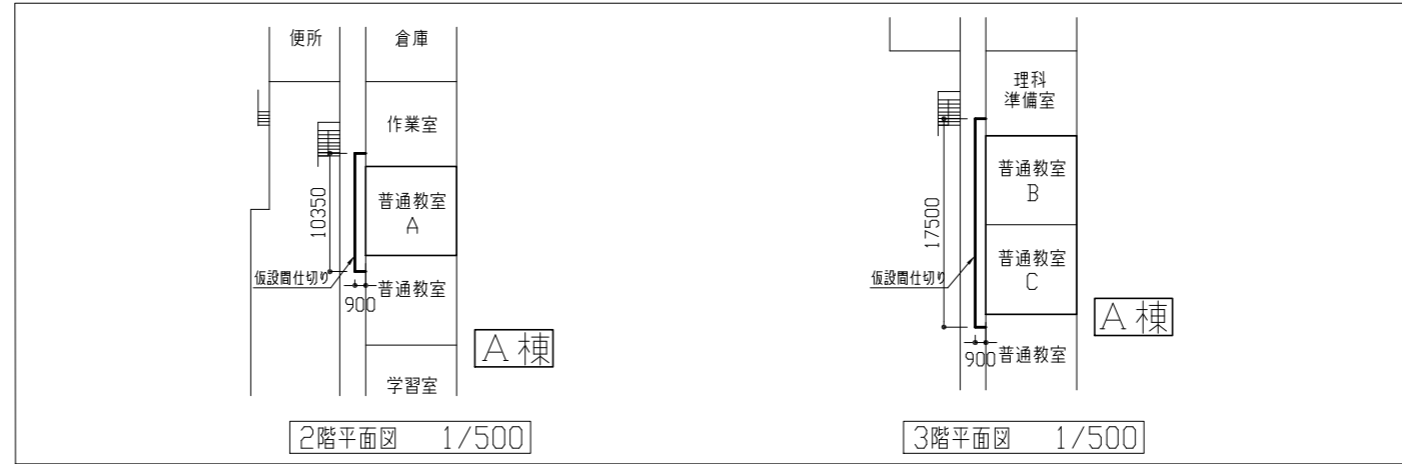 便所
倉庫
作業室
普通教室
A
10350
仮設間仕切り
900
普通教室
A棟
学習室
2階平面図 1/500
理科
準備室
普通教室
B
17500
普通教室
C
仮設間仕切り
A棟
900
普通教室
3階平面図 1/500